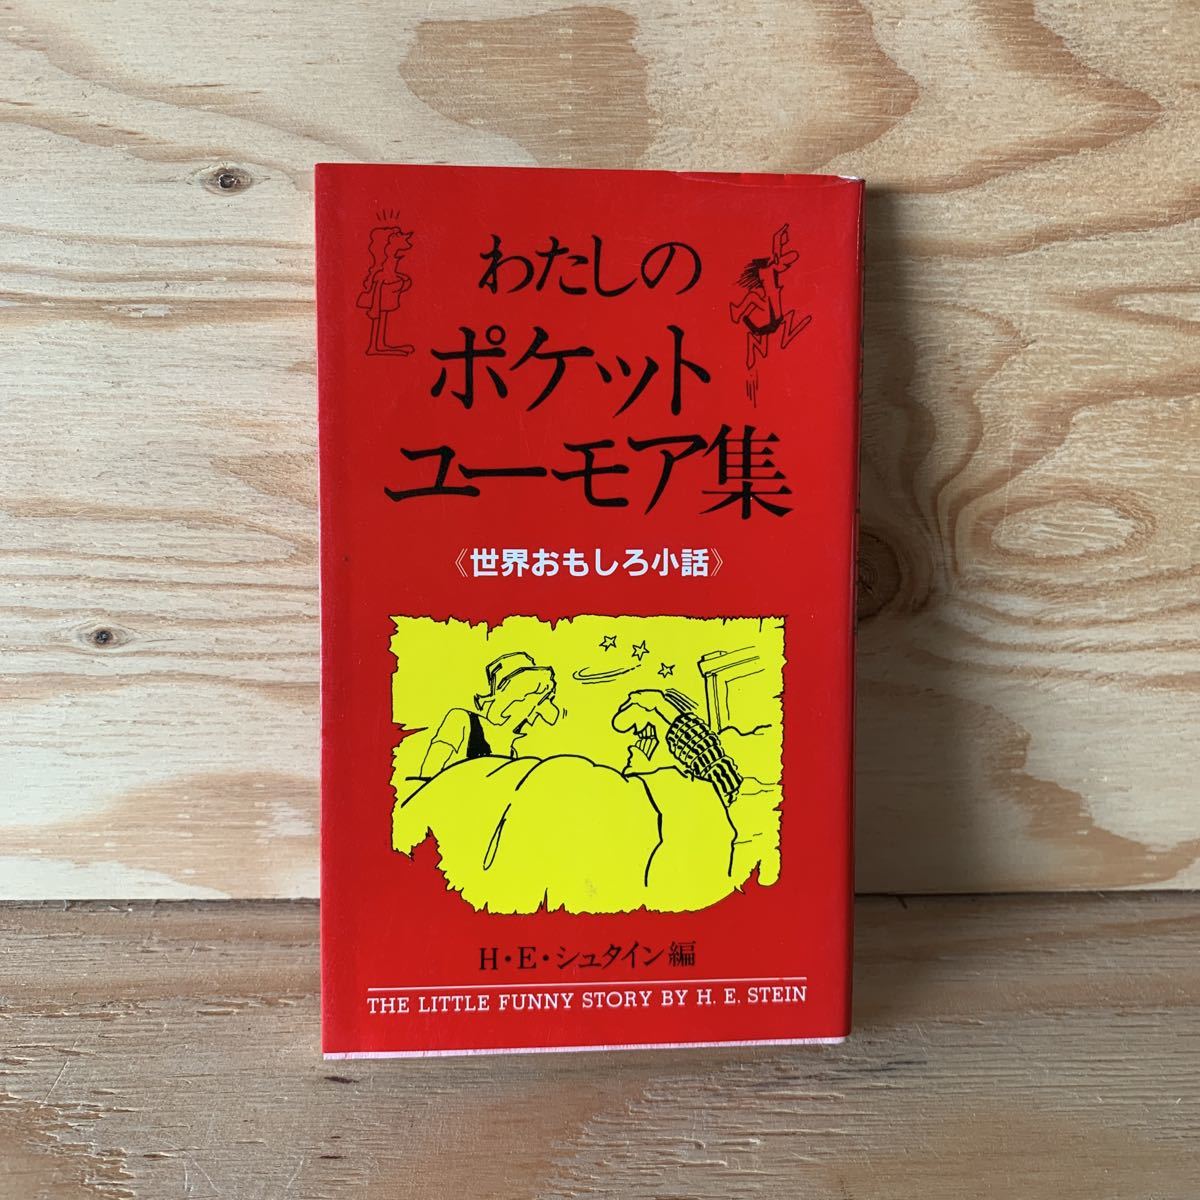 わたしの
ポケット
ユーモア集
《世界おもしろ小話》
H・E・シュタイン編
THE LITTLE FUNNY STORY BY H. E. STEIN